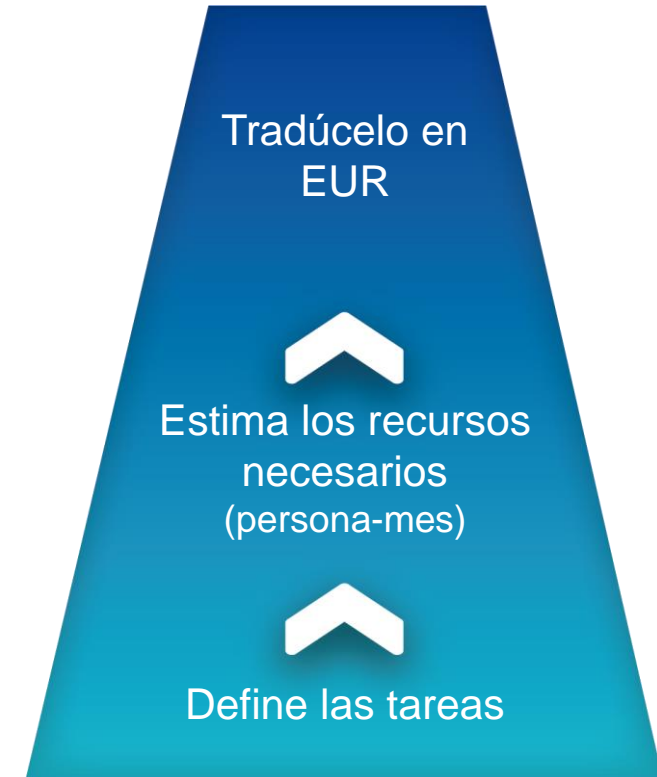 Tradúcelo en
EUR
Estima los recursos
necesarios
(persona-mes)
Define las tareas